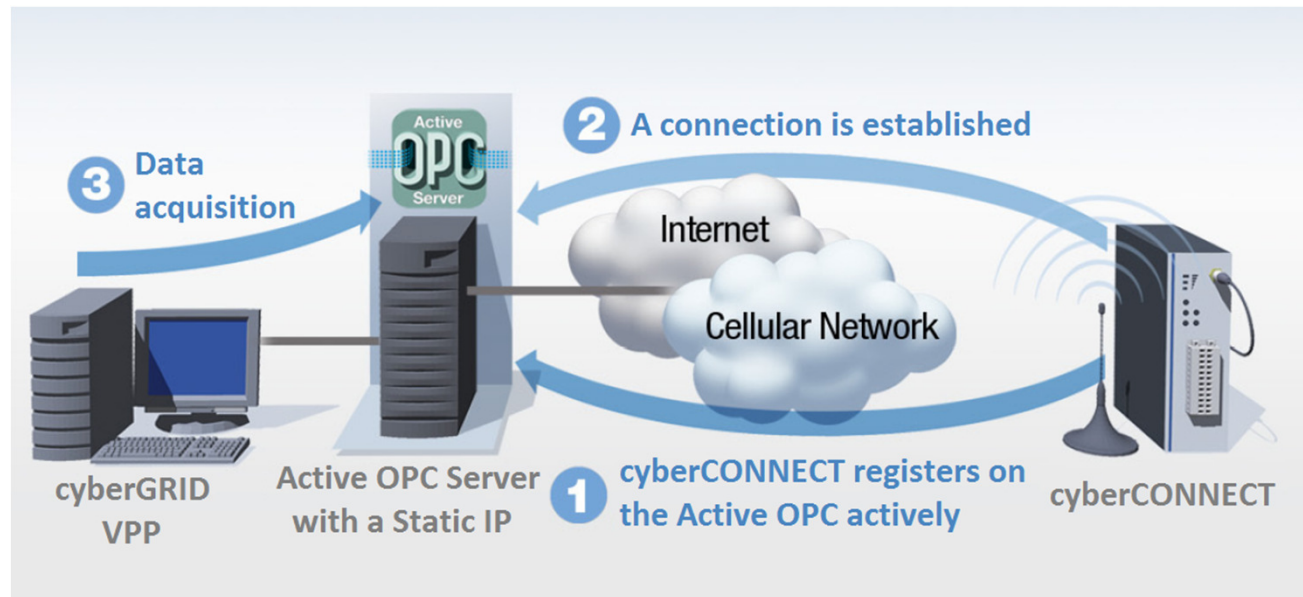 Active
OPC
Server
2 A connection is established
3 Data
acquisition
Internet
Cellular Network
cyberGRID
VPP
Active OPC Server
with a Static IP
1 cyberCONNECT registers on
the Active OPC actively
cyberCONNECT